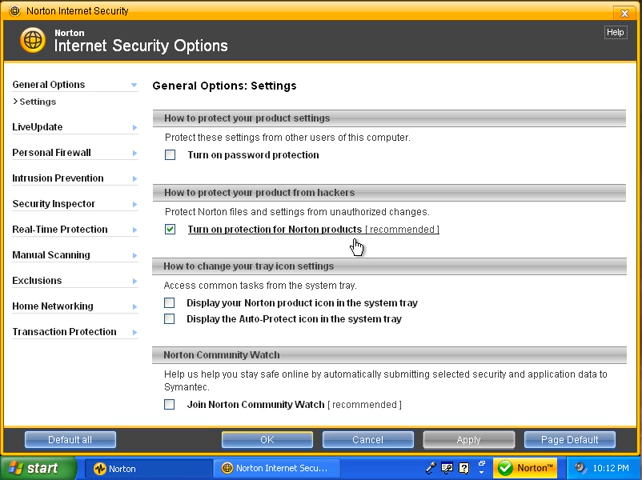 Norton Internet Security
Norton
Internet Security Options
Help
General Options
Settings
LiveUpdate
Personal Firewall
Intrusion Prevention
Security Inspector
Real-Time Protection
Manual Scanning
Exclusions
Home Networking
Transaction Protection
General Options: Settings
How to protect your product settings
Protect these settings from other users of this computer.
Turn on password protection
How to protect your product from hackers
Protect Norton files and settings from unauthorized changes.
Turn on protection for Norton products [ recommended ]
How to change your tray icon settings
Access common tasks from the system tray.
Display your Norton product icon in the system tray
Display the Auto-Protect icon in the system tray
Norton Community Watch
Help us help you stay safe online by automatically submitting selected security and application data to
Symantec.
Join Norton Community Watch [ recommended ]
Default all
OK
Cancel
Apply
Page Default
start
Norton
Norton Internet Secu...
Norton™
10:12 PM